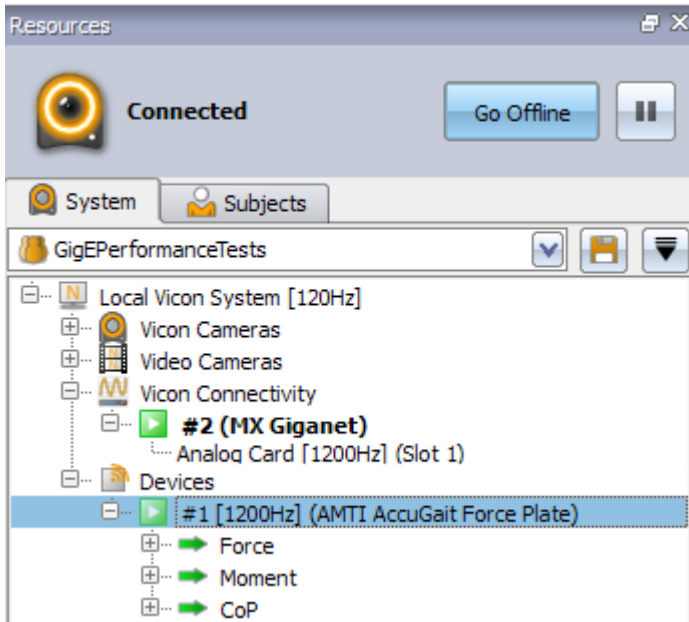 Resources
Connected
Go Offline
System
Subjects
GigEPerformanceTests
Local Vicon System [120Hz]
Vicon Cameras
Video Cameras
Vicon Connectivity
#2 (MX Giganet)
Analog Card [1200Hz] (Slot 1)
Devices
#1 [1200Hz] (AMTI AccuGait Force Plate)
Force
Moment
CoP